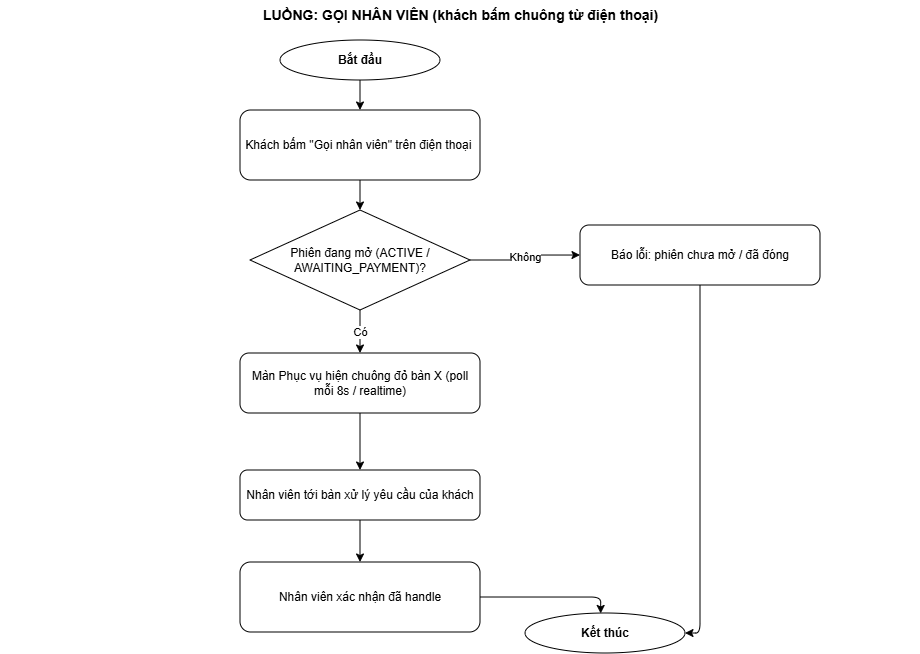 LUỒNG: GỌI NHÂN VIÊN (khách bấm chuông từ điện thoại)
Bắt đầu
Khách bấm "Gọi nhân viên" trên điện thoại
Phiên đang mở (ACTIVE /
AWAITING_PAYMENT)?
Không
Báo lỗi: phiên chưa mở / đã đóng
Có
Màn Phục vụ hiện chuông đỏ bàn X (poll
mỗi 8s / realtime)
Nhân viên tới bàn xử lý yêu cầu của khách
Nhân viên xác nhận đã handle
Kết thúc